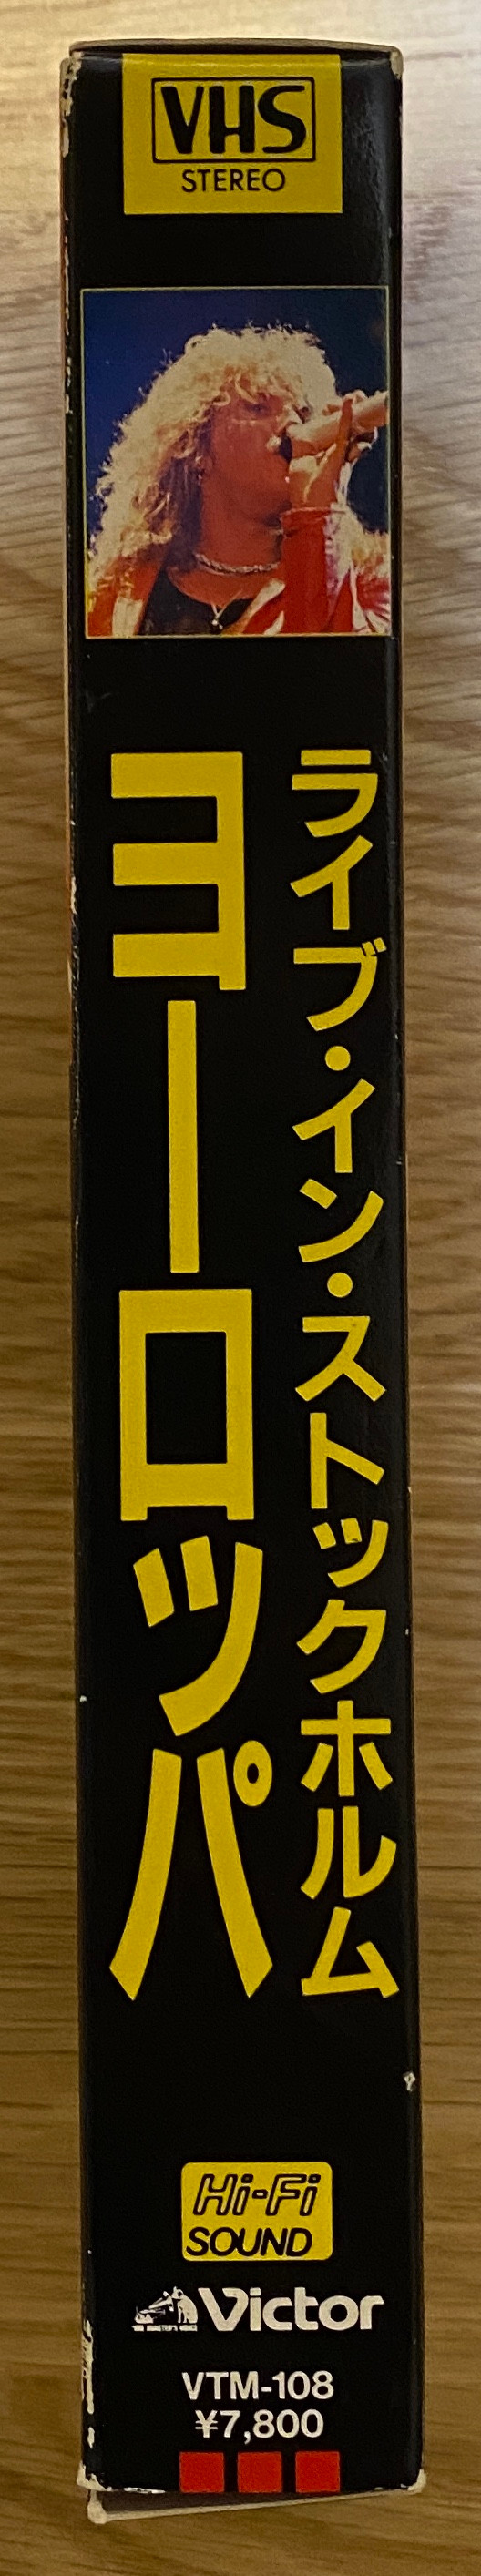 VHS
STEREO
ライブ・イン・ストックホルム
ヨーロッパ
Hi-Fi
SOUND
Victor
VTM-108
¥7,800